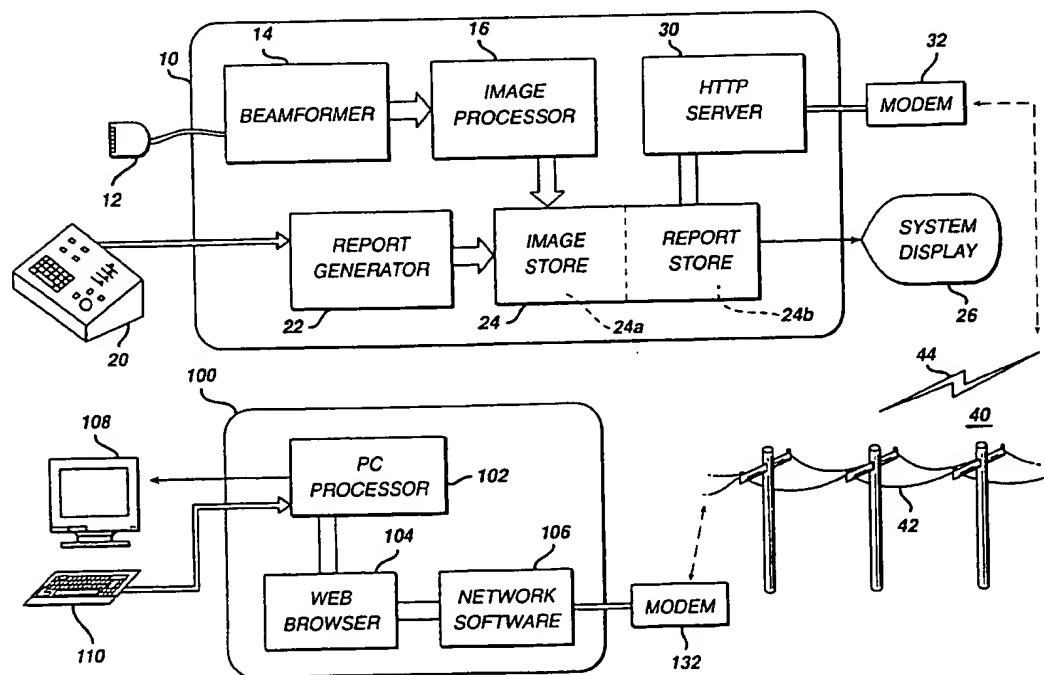 14
16
30
10
32
BEAMFORMER
IMAGE
PROCESSOR
HTTP
SERVER
MODEM
12
REPORT
GENERATOR
IMAGE
STORE
REPORT
STORE
SYSTEM
DISPLAY
20
22
24
24a
24b
26
100
44
40
108
PC
PROCESSOR
102
42
104
106
WEB
BROWSER
NETWORK
SOFTWARE
MODEM
110
132